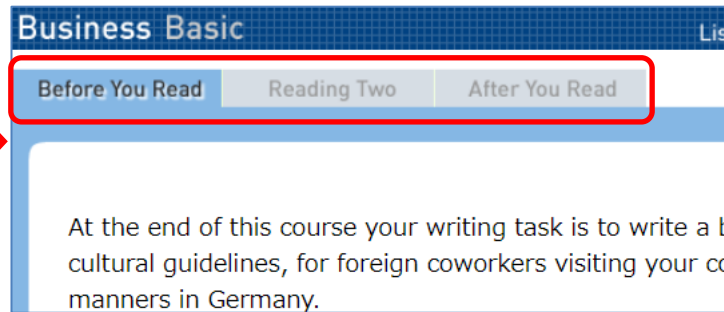 Business Basic
Before You Read Reading Two After You Read
At the end of this course your writing task is to write a
cultural guidelines, for foreign coworkers visiting your
manners in Germany.